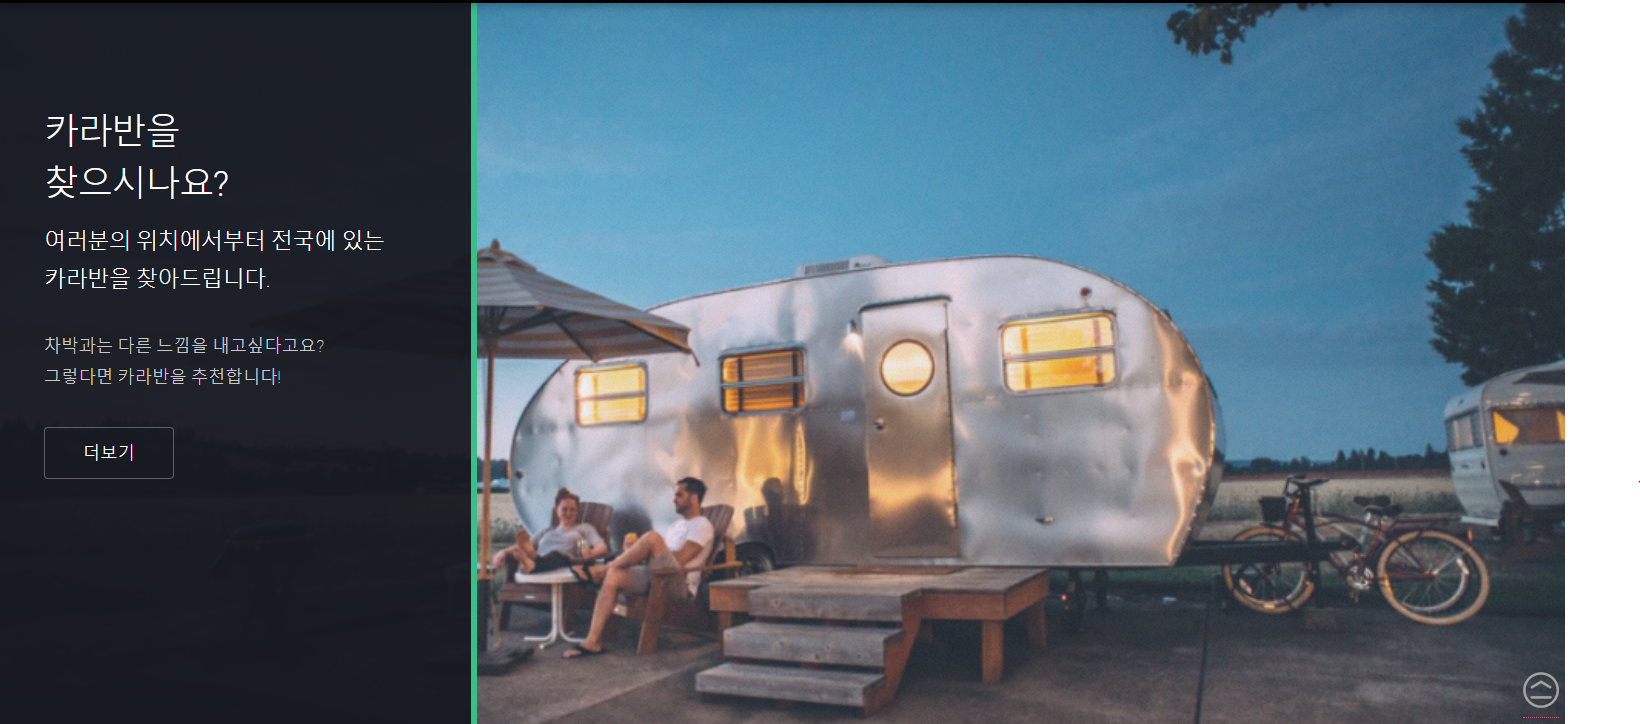 카라반을
찾으시나요?
여러분의 위치에서부터 전국에 있는
카라반을 찾아드립니다.
차박과는 다른 느낌을 내고싶다고요?
그렇다면 카라반을 추천합니다!
더보기